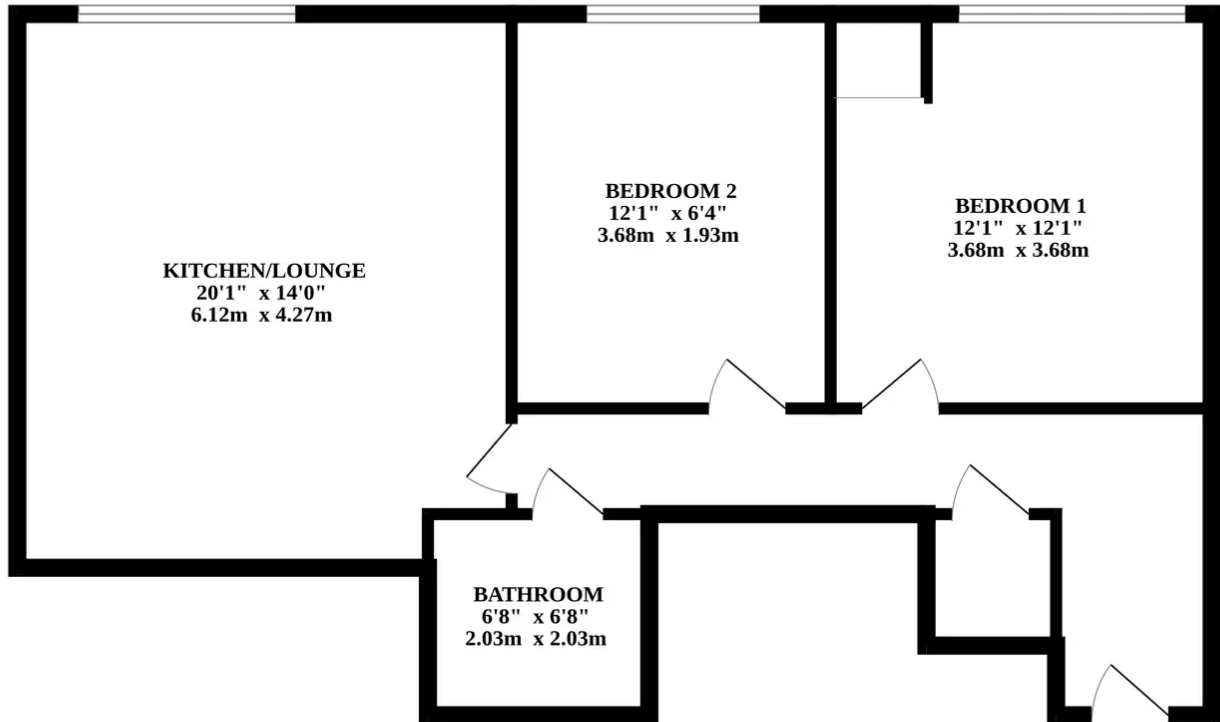 BEDROOM 2
12'1" x 6'4"
3.68m x 1.93m
BEDROOM 1
12'1" x 12'1"
3.68m x 3.68m
KITCHEN/LOUNGE
20'1" x 14'0"
6.12m x 4.27m
BATHROOM
6'8" x 6'8"
2.03m x 2.03m